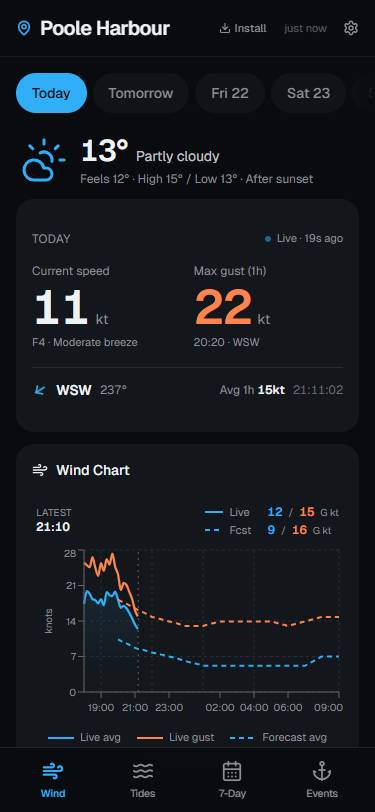 Poole Harbour
Install
just now
Today
Tomorrow
Fri 22
Sat 23
13° Partly cloudy
Feels 12° · High 15° / Low 13° · After sunset
TODAY
Live · 19s ago
Current speed
Max gust (1h)
11 kt
22 kt
F4 · Moderate breeze
20:20 · WSW
WSW 237°
Avg 1h 15kt 21:11:02
Wind Chart
LATEST
21:10
Live 12 / 15 G kt
Fcst 9 / 16 G kt
28
21
14
7
0
knots
19:00 21:00 23:00 02:00 04:00 06:00 09:00
Live avg
Live gust
Forecast avg
Wind
Tides
7-Day
Events